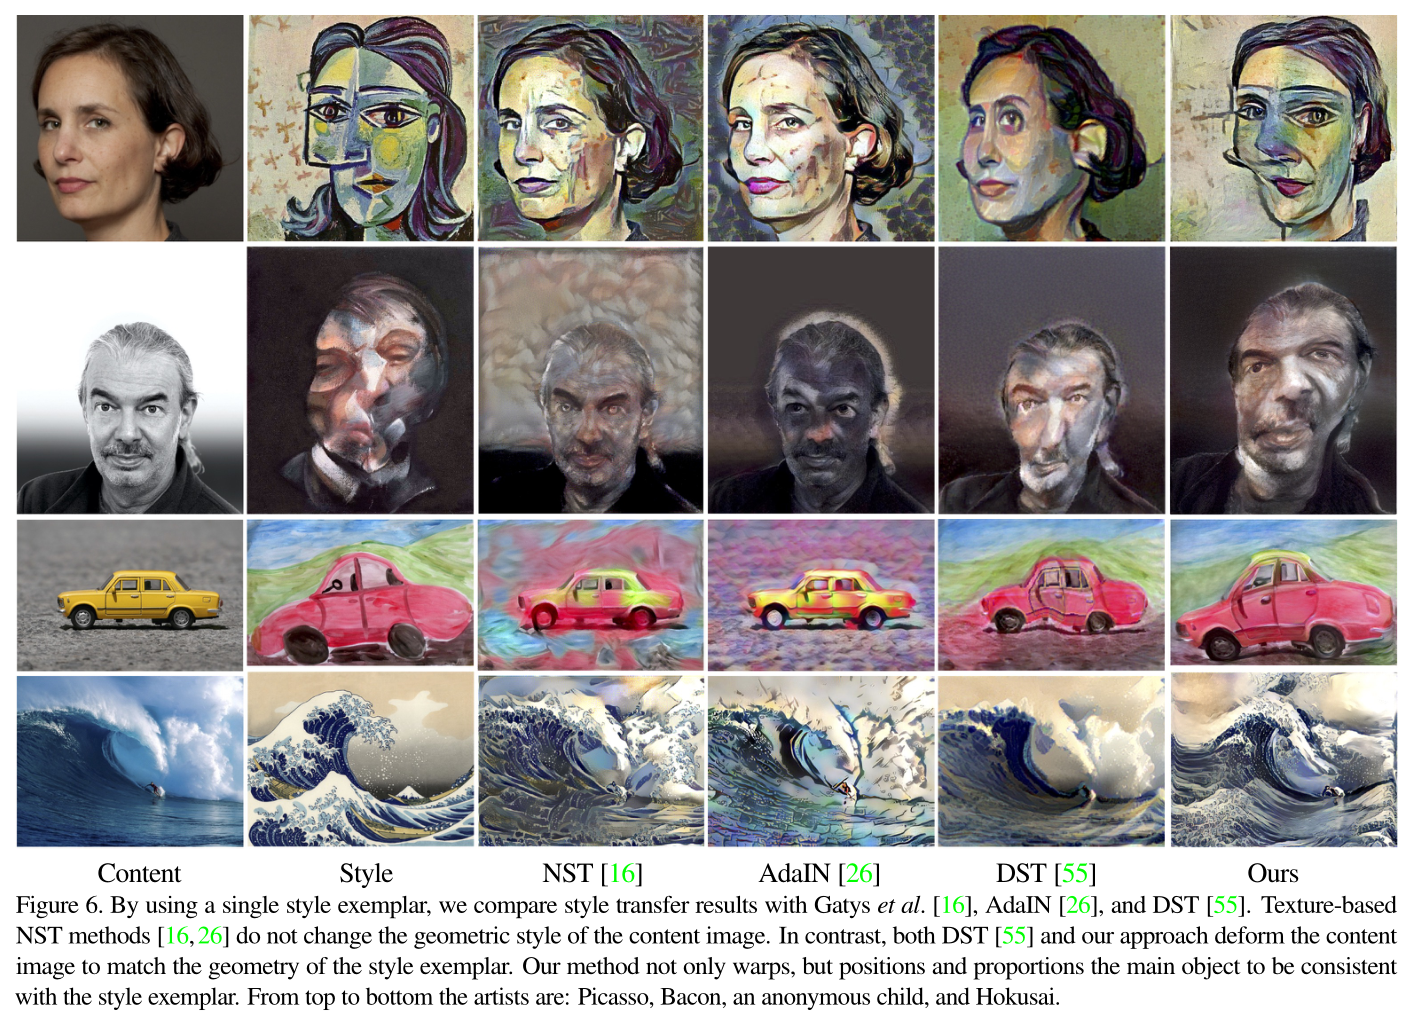 Content Style NST [16] AdaIN [26] DST [55] Ours
Figure 6. By using a single style exemplar, we compare style transfer results with Gatys et al. [16], AdaIN [26], and DST [55]. Texture-based
NST methods [16,26] do not change the geometric style of the content image. In contrast, both DST [55] and our approach deform the content
image to match the geometry of the style exemplar. Our method not only warps, but positions and proportions the main object to be consistent
with the style exemplar. From top to bottom the artists are: Picasso, Bacon, an anonymous child, and Hokusai.